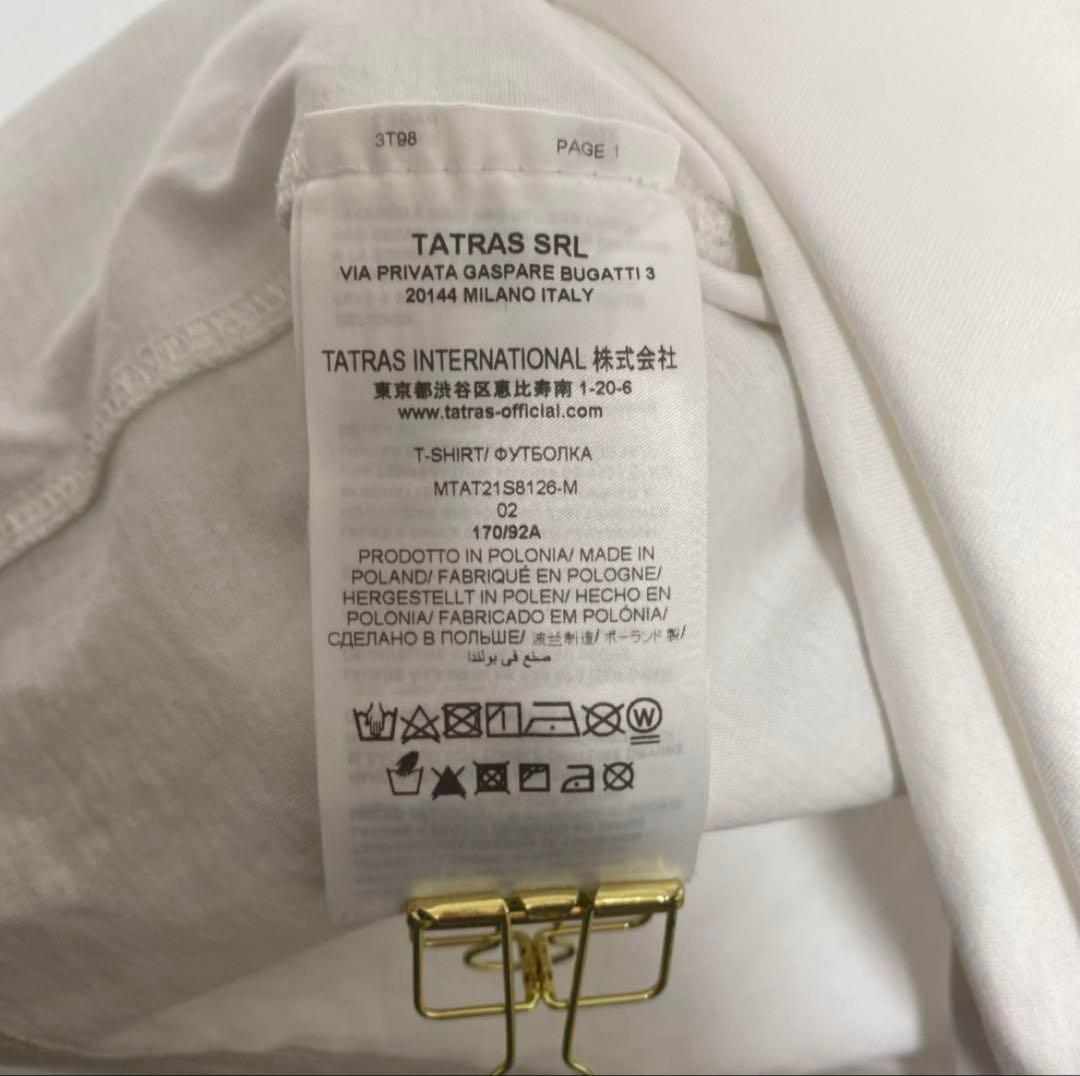 3T98 PAGE 1
TATRAS SRL
VIA PRIVATA GASPARE BUGATTI 3
20144 MILANO ITALY
TATRAS INTERNATIONAL 株式会社
東京都渋谷区恵比寿南 1-20-6
www.tatras-official.com
T-SHIRT/ ФУТБОЛКА
MTAT21S8126-M
02
170/92A
PRODOTTO IN POLONIA/ MADE IN
POLAND/ FABRIQUÉ EN POLOGNE/
HERGESTELLT IN POLEN/ HECHO EN
POLONIA/ FABRICADO EM POLÓNIA/
СДЕЛАНО В ПОЛЬШЕ/ 波兰制造/ ポーランド製/
صنع في بولندا
W